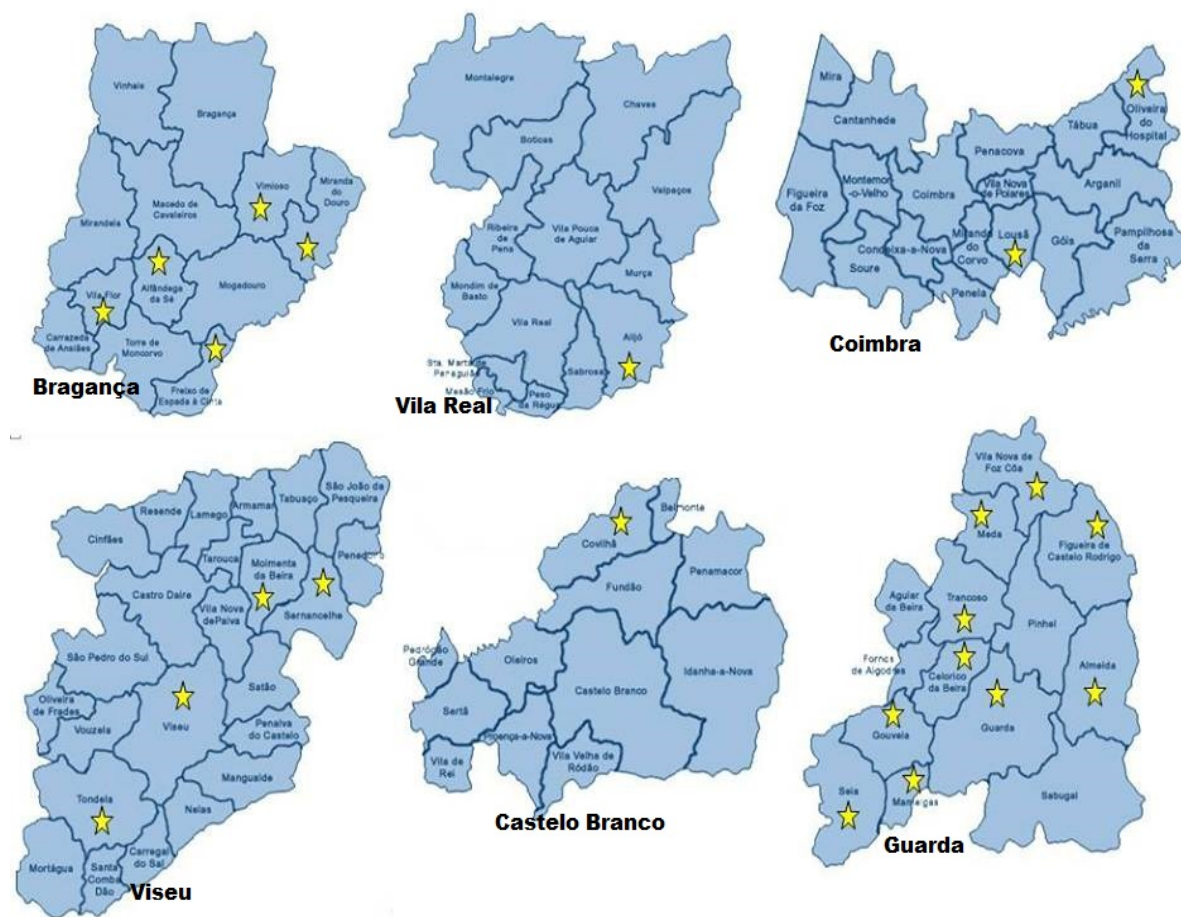 Vinhais
Bragança
Vimioso
Miranda
do
Douro
Macedo de
Cavaleiros
Mirandela
Alfândega
da Sé
Mogadouro
Vila Flor
Carrazeda
de Ansiães
Torre de
Moncorvo
Freixo de
Espada à Cinta
Bragança
Montalegre
Chaves
Boticas
Valpaços
Ribeira
de
Pena
Vila Pouca
de Aguiar
Murça
Mondim de
Basto
Vila Real
Alijó
Sta. Marta de
Penaguião
Sabrosa
Mesão Frio
Peso
da Régua
Vila Real
Mira
Cantanhede
Oliveira
do
Hospital
Tábua
Penacova
Montemor
-o-Velho
Coimbra
Vila Nova
de Poiares
Arganil
Figueira
da Foz
Miranda
do
Corvo
Lousã
Góis
Pampilhosa
da
Serra
Condeixa-a-Nova
Soure
Penela
Coimbra
São João da
Pesqueira
Tabuaço
Armamar
Resende
Lamego
Cinfães
Tarouca
Moimenta
da Beira
Penedono
Castro Daire
Vila Nova
dePaiva
Sernancelhe
São Pedro do Sul
Oliveira
de Frades
Satão
Viseu
Vouzela
Penalva
do Castelo
Mangualde
Tondela
Nelas
Carregal
do Sal
Mortágua
Santa
Comba
Dão
Viseu
Belmonte
Covilhã
Penamacor
Fundão
Pedrógão
Grande
Oleiros
Idanha-a-Nova
Castelo Branco
Sertã
Proença-a-Nova
Vila de
Rei
Vila Velha de
Ródão
Castelo Branco
Vila Nova de
Foz Côa
Meda
Figueira de
Castelo Rodrigo
Aguiar
da Beira
Trancoso
Pinhel
Fornos
de Algodres
Celorico
da Beira
Almeida
Guarda
Gouveia
Seia
Manteigas
Sabugal
Guarda